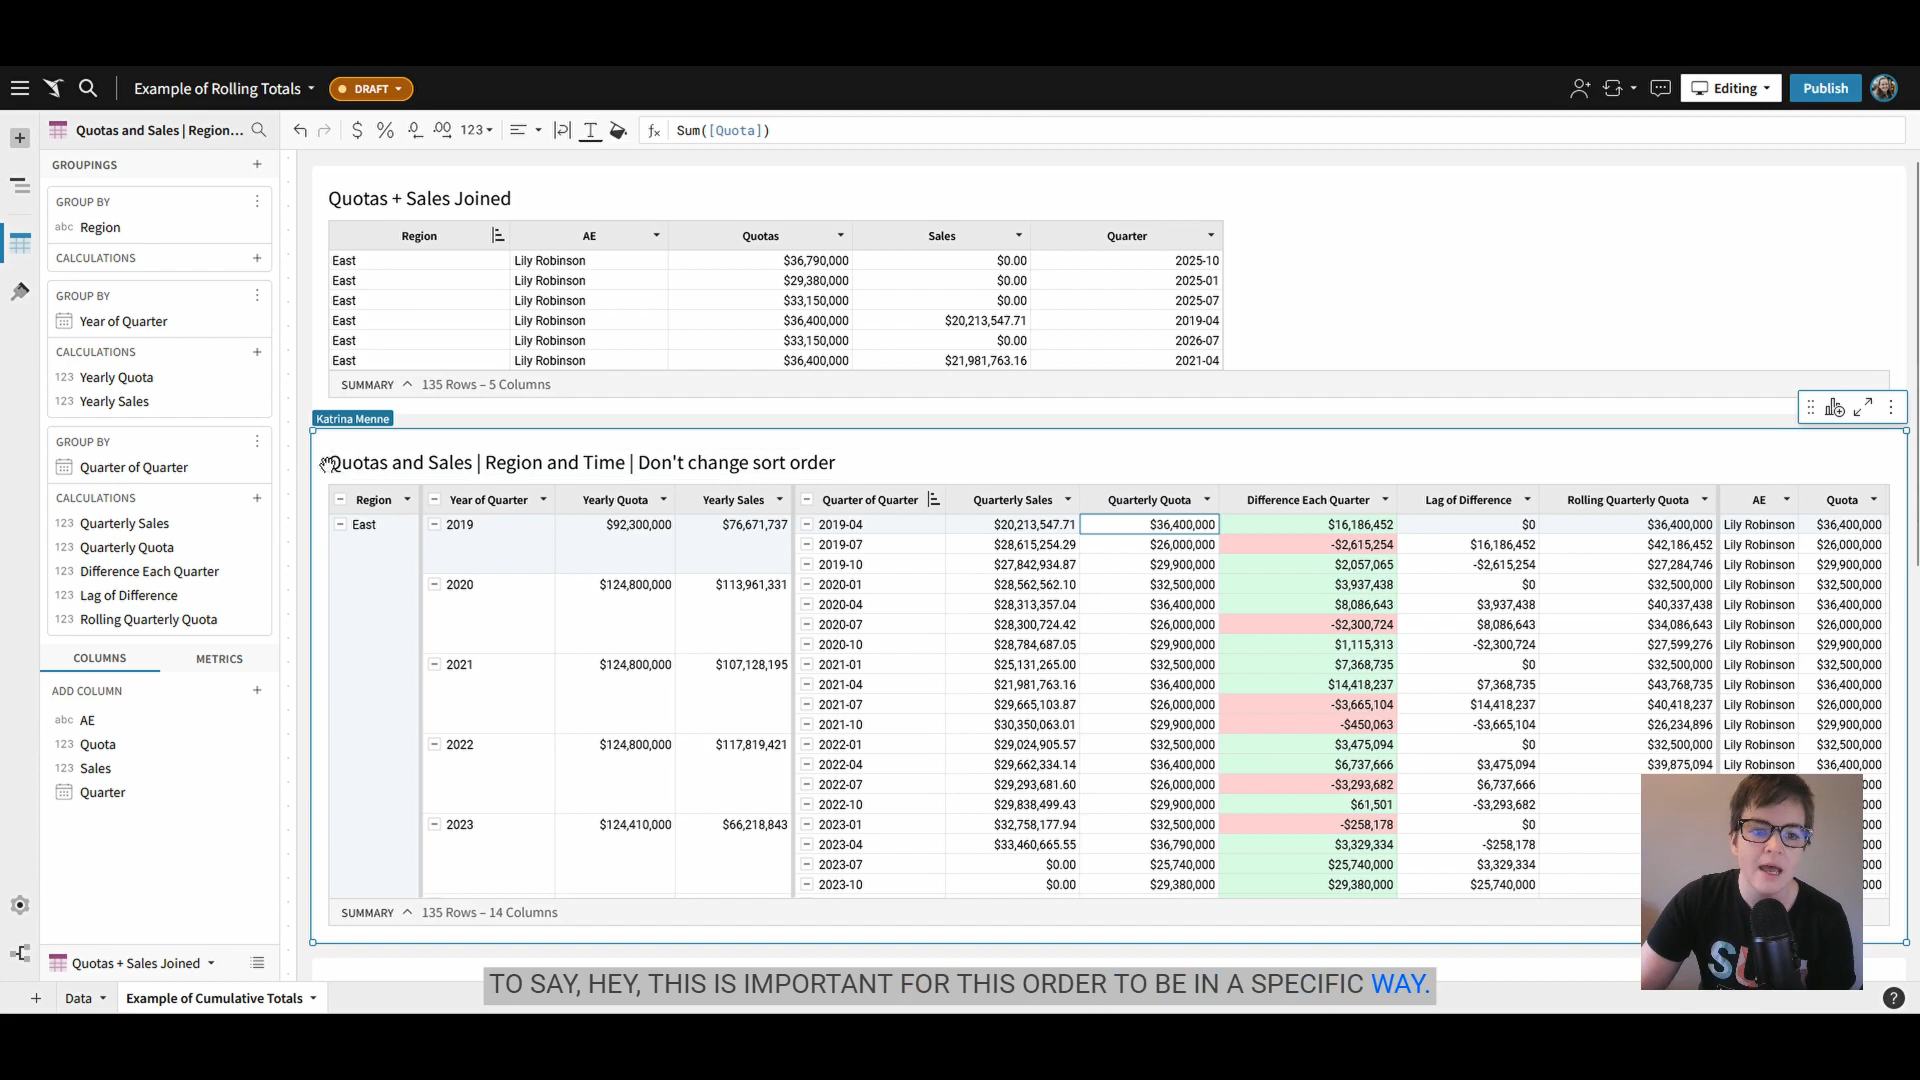 Example of Rolling Totals
DRAFT
Editing
Publish
Quotas and Sales | Region...
$ % .0 .00 123
fx Sum([Quota])
GROUPINGS
GROUP BY
abc Region
CALCULATIONS
GROUP BY
Year of Quarter
CALCULATIONS
123 Yearly Quota
123 Yearly Sales
GROUP BY
Quarter of Quarter
CALCULATIONS
123 Quarterly Sales
123 Quarterly Quota
123 Difference Each Quarter
123 Lag of Difference
123 Rolling Quarterly Quota
COLUMNS METRICS
ADD COLUMN
abc AE
123 Quota
123 Sales
Quarter
Quotas + Sales Joined
Quotas + Sales Joined
Region AE Quotas Sales Quarter
East Lily Robinson $36,790,000 $0.00 2025-10
East Lily Robinson $29,380,000 $0.00 2025-01
East Lily Robinson $33,150,000 $0.00 2025-07
East Lily Robinson $36,400,000 $20,213,547.71 2019-04
East Lily Robinson $33,150,000 $0.00 2026-07
East Lily Robinson $36,400,000 $21,981,763.16 2021-04
SUMMARY 135 Rows – 5 Columns
Katrina Menne
Quotas and Sales | Region and Time | Don't change sort order
Region Year of Quarter Yearly Quota Yearly Sales Quarter of Quarter Quarterly Sales Quarterly Quota Difference Each Quarter Lag of Difference Rolling Quarterly Quota AE Quota
East 2019 $92,300,000 $76,671,737 2019-04 $20,213,547.71 $36,400,000 $16,186,452 $0 $36,400,000 Lily Robinson $36,400,000
2019-07 $28,615,254.29 $26,000,000 -$2,615,254 $16,186,452 $42,186,452 Lily Robinson $26,000,000
2019-10 $27,842,934.87 $29,900,000 $2,057,065 -$2,615,254 $27,284,746 Lily Robinson $29,900,000
2020 $124,800,000 $113,961,331 2020-01 $28,562,562.10 $32,500,000 $3,937,438 $0 $32,500,000 Lily Robinson $32,500,000
2020-04 $28,313,357.04 $36,400,000 $8,086,643 $3,937,438 $40,337,438 Lily Robinson $36,400,000
2020-07 $28,300,724.42 $26,000,000 -$2,300,724 $8,086,643 $34,086,643 Lily Robinson $26,000,000
2020-10 $28,784,687.05 $29,900,000 $1,115,313 -$2,300,724 $27,599,276 Lily Robinson $29,900,000
2021 $124,800,000 $107,128,195 2021-01 $25,131,265.00 $32,500,000 $7,368,735 $0 $32,500,000 Lily Robinson $32,500,000
2021-04 $21,981,763.16 $36,400,000 $14,418,237 $7,368,735 $43,768,735 Lily Robinson $36,400,000
2021-07 $29,665,103.87 $26,000,000 -$3,665,104 $14,418,237 $40,418,237 Lily Robinson $26,000,000
2021-10 $30,350,063.01 $29,900,000 -$450,063 -$3,665,104 $26,234,896 Lily Robinson $29,900,000
2022 $124,800,000 $117,819,421 2022-01 $29,024,905.57 $32,500,000 $3,475,094 $0 $32,500,000 Lily Robinson $32,500,000
2022-04 $29,662,334.14 $36,400,000 $6,737,666 $3,475,094 $39,875,094 Lily Robinson $36,400,000
2022-07 $29,293,681.60 $26,000,000 -$3,293,682 $6,737,666 000
2022-10 $29,838,499.43 $29,900,000 $61,501 -$3,293,682 000
2023 $124,410,000 $66,218,843 2023-01 $32,758,177.94 $32,500,000 -$258,178 $0 000
2023-04 $33,460,665.55 $36,790,000 $3,329,334 -$258,178 000
2023-07 $0.00 $25,740,000 $25,740,000 $3,329,334 000
2023-10 $0.00 $29,380,000 $29,380,000 $25,740,000 000
SUMMARY 135 Rows – 14 Columns
TO SAY, HEY, THIS IS IMPORTANT FOR THIS ORDER TO BE IN A SPECIFIC WAY.
Data Example of Cumulative Totals